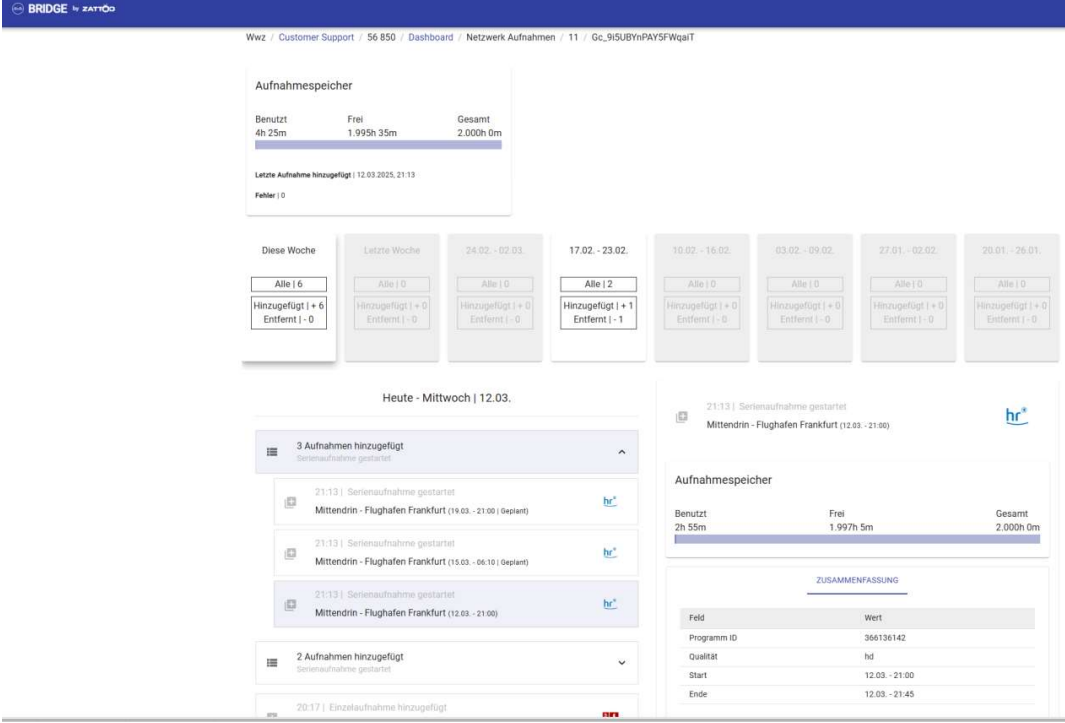 BRIDGE by ZATTOO
Wwz / Customer Support / 56 850 / Dashboard / Netzwerk Aufnahmen / 11 / Gc_9i5UBYnPAY5FWqaiT
Aufnahmespeicher
Benutzt Frei Gesamt
4h 25m 1.995h 35m 2.000h 0m
Letzte Aufnahme hinzugefügt | 12.03.2025, 21:13
Fehler | 0
Diese Woche Letzte Woche 24.02. - 02.03. 17.02. - 23.02. 10.02. - 16.02. 03.02. - 09.02. 27.01. - 02.02. 20.01. - 26.01.
Alle | 6 Alle | 0 Alle | 0 Alle | 2 Alle | 0 Alle | 0 Alle | 0 Alle | 0
Hinzugefügt | + 6 Hinzugefügt | + 0 Hinzugefügt | + 0 Hinzugefügt | + 1 Hinzugefügt | + 0 Hinzugefügt | + 0 Hinzugefügt | + 0 Hinzugefügt | + 0
Entfernt | - 0 Entfernt | - 0 Entfernt | - 0 Entfernt | - 1 Entfernt | - 0 Entfernt | - 0 Entfernt | - 0 Entfernt | - 0
Heute - Mittwoch | 12.03.
3 Aufnahmen hinzugefügt
Serienaufnahme gestartet
21:13 | Serienaufnahme gestartet
Mittendrin - Flughafen Frankfurt (19.03. - 21:00 | Geplant)
hr
21:13 | Serienaufnahme gestartet
Mittendrin - Flughafen Frankfurt (15.03. - 06:10 | Geplant)
hr
21:13 | Serienaufnahme gestartet
Mittendrin - Flughafen Frankfurt (12.03. - 21:00)
hr
2 Aufnahmen hinzugefügt
Serienaufnahme gestartet
20:17 | Einzelaufnahme hinzugefügt
21:13 | Serienaufnahme gestartet
Mittendrin - Flughafen Frankfurt (12.03. - 21:00)
hr
Aufnahmespeicher
Benutzt Frei Gesamt
2h 55m 1.997h 5m 2.000h 0m
ZUSAMMENFASSUNG
Feld Wert
Programm ID 366136142
Qualität hd
Start 12.03. - 21:00
Ende 12.03. - 21:45